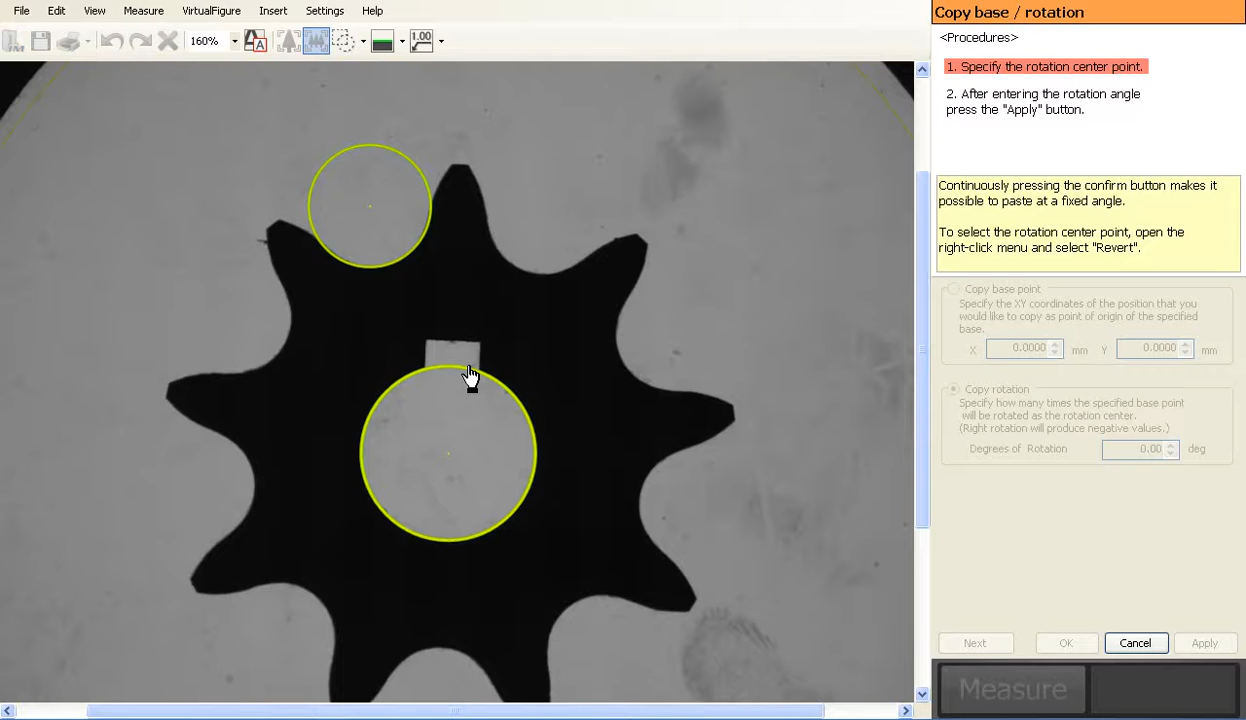 File Edit View Measure VirtualFigure Insert Settings Help
160% A 1.00
Copy base / rotation
<Procedures>
1. Specify the rotation center point.
2. After entering the rotation angle
press the "Apply" button.
Continuously pressing the confirm button makes it
possible to paste at a fixed angle.
To select the rotation center point, open the
right-click menu and select "Revert".
Copy base point
Specify the XY coordinates of the position that you
would like to copy as point of origin of the specified
base.
X 0.0000 mm Y 0.0000 mm
Copy rotation
Specify how many times the specified base point
will be rotated as the rotation center.
(Right rotation will produce negative values.)
Degrees of Rotation 0.00 deg
Next OK Cancel Apply
Measure